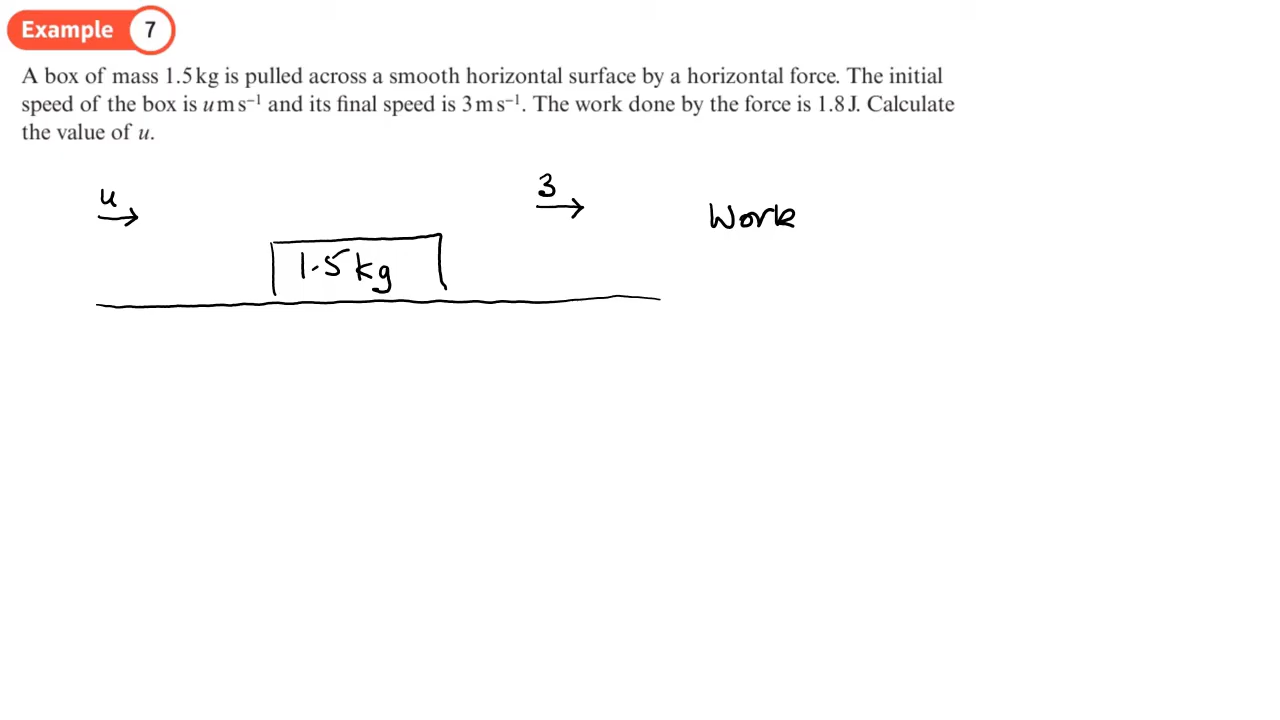 Example 7
A box of mass 1.5 kg is pulled across a smooth horizontal surface by a horizontal force. The initial
speed of the box is u m s⁻¹ and its final speed is 3 m s⁻¹. The work done by the force is 1.8 J. Calculate
the value of u.
u
3
Work
1.5 kg